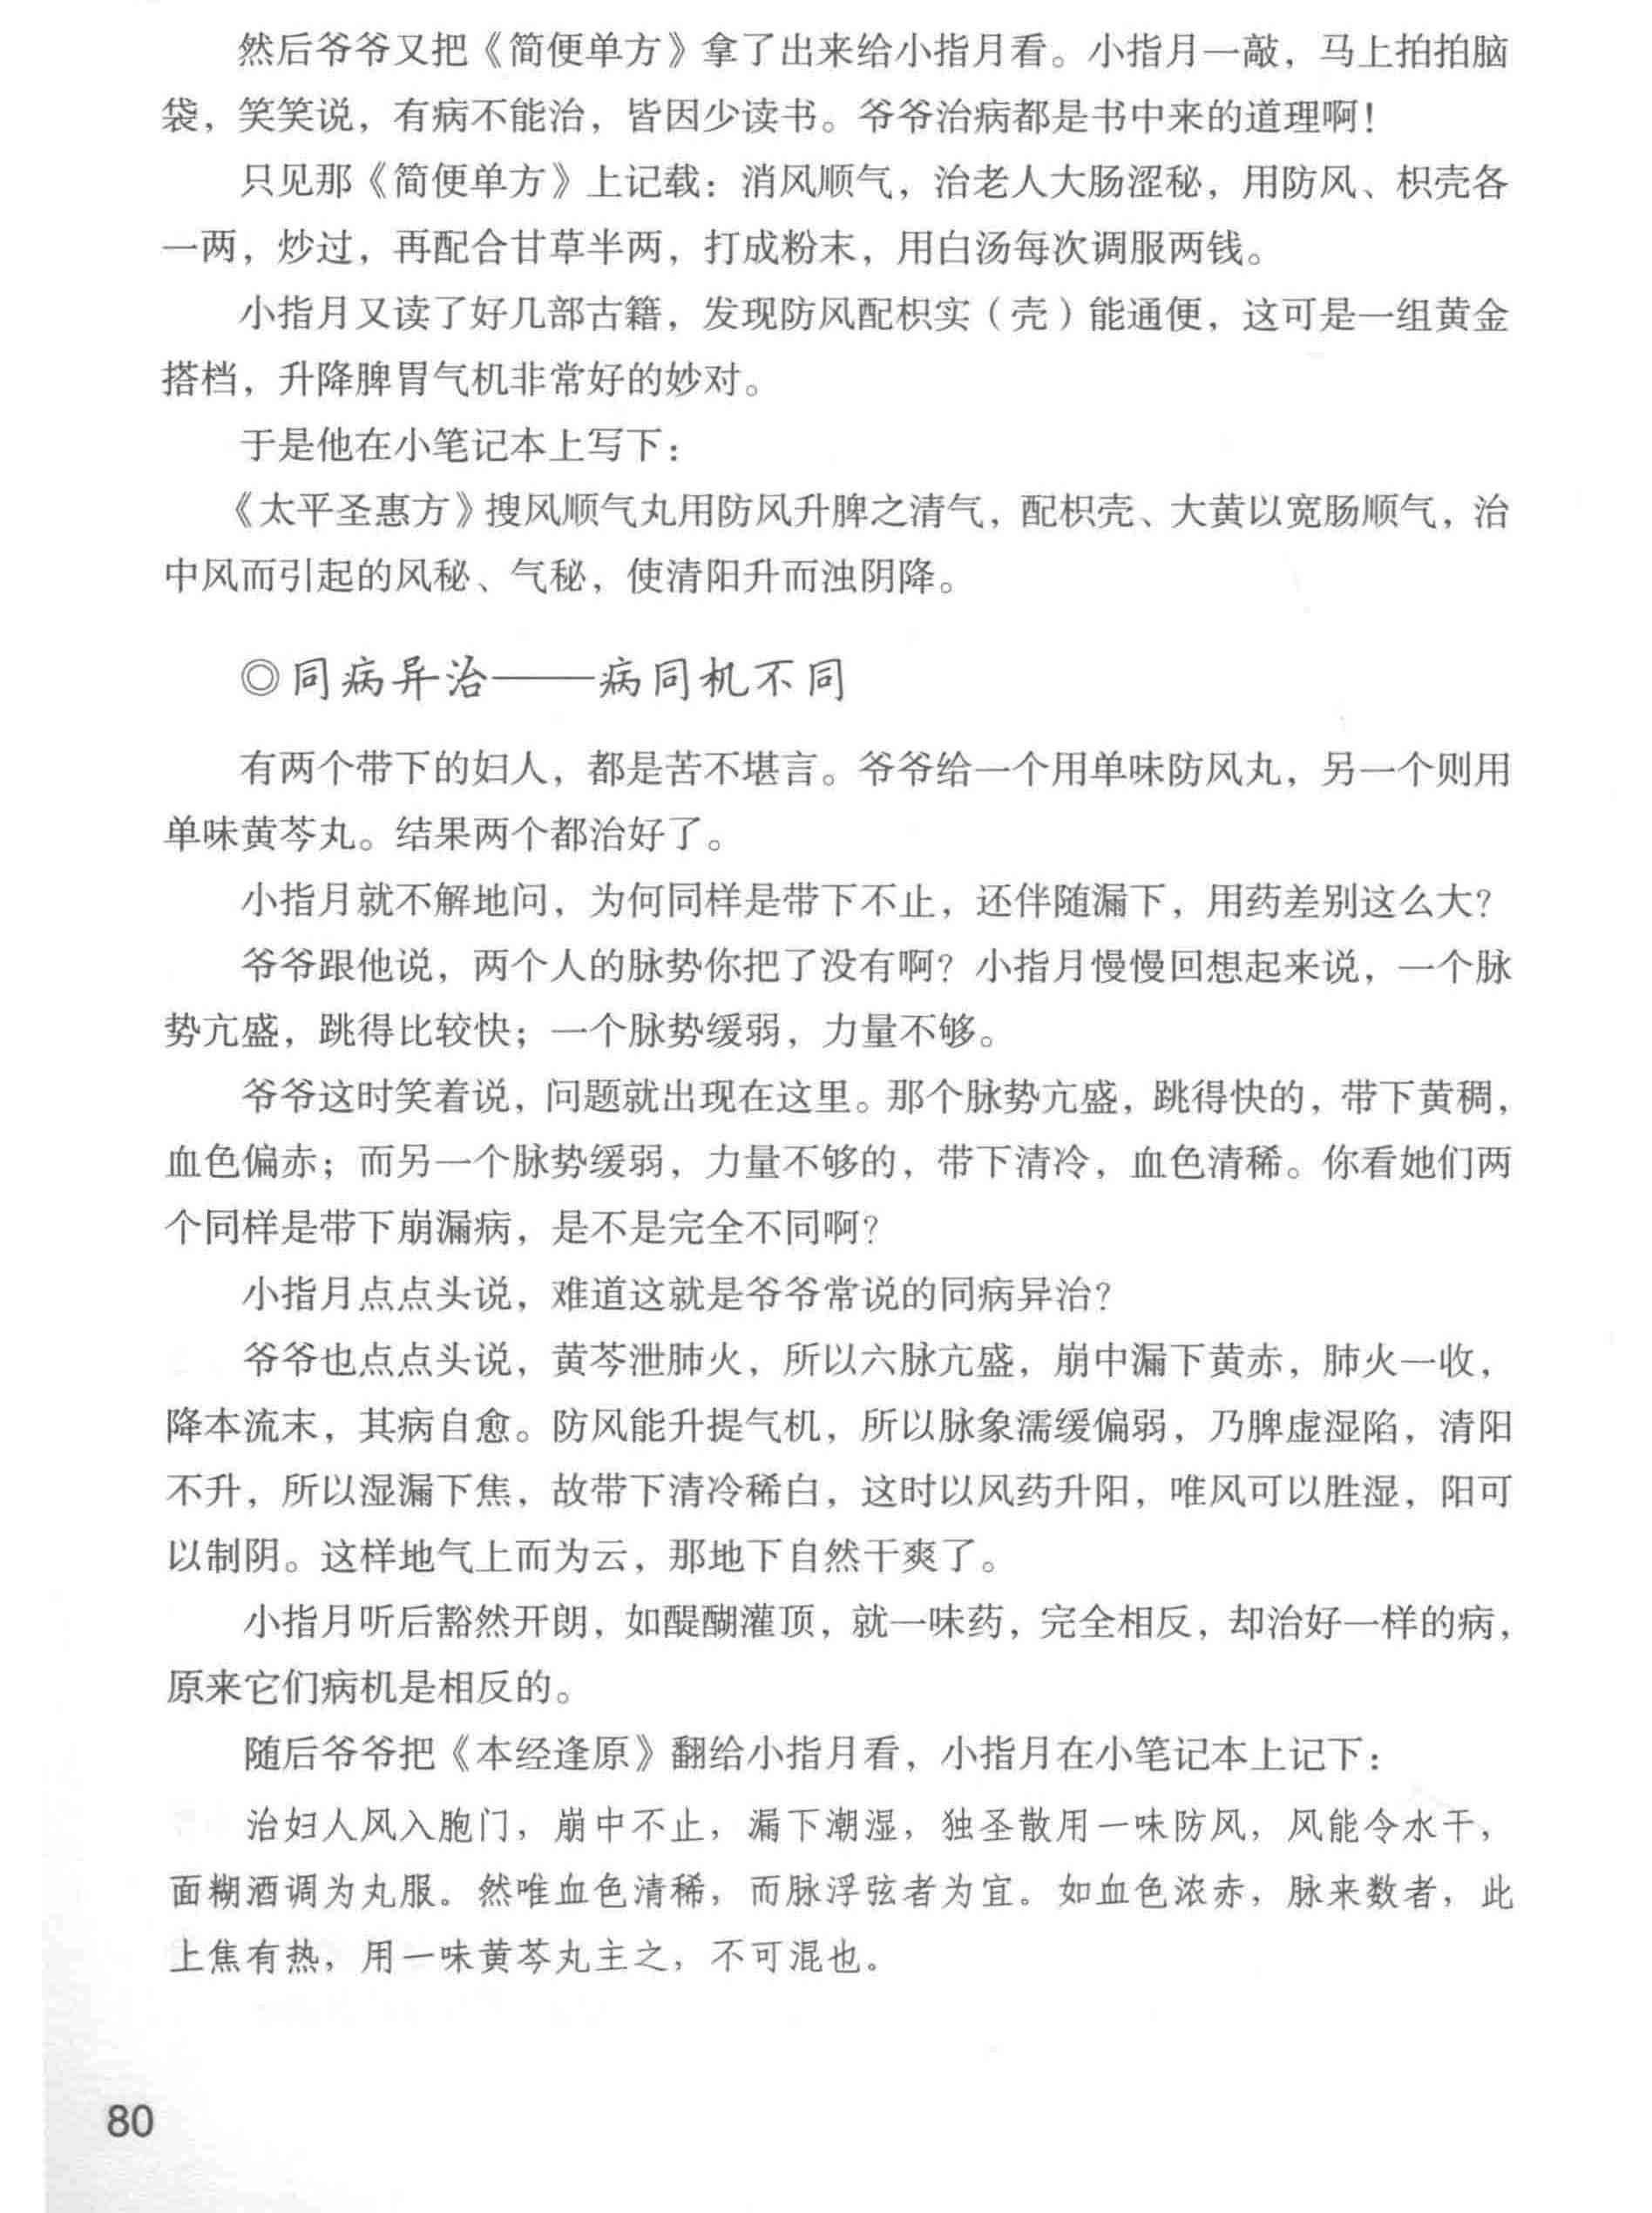 然后爷爷又把《简便单方》拿了出来给小指月看。小指月一敲，马上拍拍脑
袋，笑笑说，有病不能治，皆因少读书。爷爷治病都是书中来的道理啊！
只见那《简便单方》上记载：消风顺气，治老人大肠涩秘，用防风、枳壳各
一两，炒过，再配合甘草半两，打成粉末，用白汤每次调服两钱。
小指月又读了好几部古籍，发现防风配枳实（壳）能通便，这可是一组黄金
搭档，升降脾胃气机非常好的妙对。
于是他在小笔记本上写下：
《太平圣惠方》搜风顺气丸用防风升脾之清气，配枳壳、大黄以宽肠顺气，治
中风而引起的风秘、气秘，使清阳升而浊阴降。
◎同病异治——病同机不同
有两个带下的妇人，都是苦不堪言。爷爷给一个用单味防风丸，另一个则用
单味黄芩丸。结果两个都治好了。
小指月就不解地问，为何同样是带下不止，还伴随漏下，用药差别这么大？
爷爷跟他说，两个人的脉势你把了没有啊？小指月慢慢回想起来说，一个脉
势亢盛，跳得比较快；一个脉势缓弱，力量不够。
爷爷这时笑着说，问题就出现在这里。那个脉势亢盛，跳得快的，带下黄稠，
血色偏赤；而另一个脉势缓弱，力量不够的，带下清冷，血色清稀。你看她们两
个同样是带下崩漏病，是不是完全不同啊？
小指月点点头说，难道这就是爷爷常说的同病异治？
爷爷也点点头说，黄芩泄肺火，所以六脉亢盛，崩中漏下黄赤，肺火一收，
降本流末，其病自愈。防风能升提气机，所以脉象濡缓偏弱，乃脾虚湿陷，清阳
不升，所以湿漏下焦，故带下清冷稀白，这时以风药升阳，唯风可以胜湿，阳可
以制阴。这样地气上而为云，那地下自然干爽了。
小指月听后豁然开朗，如醍醐灌顶，就一味药，完全相反，却治好一样的病，
原来它们病机是相反的。
随后爷爷把《本经逢原》翻给小指月看，小指月在小笔记本上记下：
治妇人风入胞门，崩中不止，漏下潮湿，独圣散用一味防风，风能令水干，
面糊酒调为丸服。然唯血色清稀，而脉浮弦者为宜。如血色浓赤，脉来数者，此
上焦有热，用一味黄芩丸主之，不可混也。
80